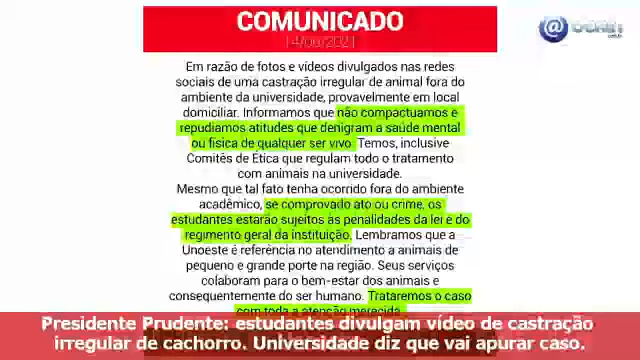 COMUNICADO
Em razão de fotos e vídeos divulgados nas redes
sociais de uma castração irregular de animal fora do
ambiente da universidade, provavelmente em local
domiciliar. Informamos que não compactuamos e
repudiamos atitudes que denigram a saúde mental
ou física de qualquer ser vivo. Temos, inclusive
Comitês de Ética que regulam todo o tratamento
com animais na universidade.
Mesmo que tal fato tenha ocorrido fora do ambiente
acadêmico, se comprovado ato ou crime, os
estudantes estarão sujeitos às penalidades da lei e do
regimento geral da instituição. Lembramos que a
Unoeste é referência no atendimento a animais de
pequeno e grande porte na região. Seus serviços
colaboram para o bem-estar dos animais e
consequentemente do ser humano. Trataremos o caso
com toda a atenção merecida.
Presidente Prudente: estudantes divulgam vídeo de castração
irregular de cachorro. Universidade diz que vai apurar caso.